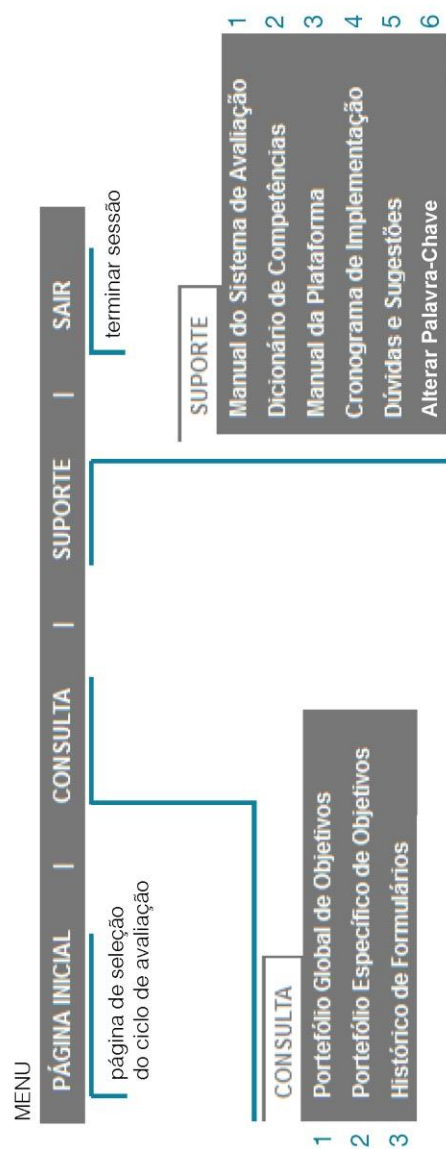 MENU
PÁGINA INICIAL | CONSULTA | SUPORTE | SAIR
página de seleção
do ciclo de avaliação
terminar sessão
CONSULTA
1 Portefólio Global de Objetivos
2 Portefólio Específico de Objetivos
3 Histórico de Formulários
SUPORTE
Manual do Sistema de Avaliação 1
Dicionário de Competências 2
Manual da Plataforma 3
Cronograma de Implementação 4
Dúvidas e Sugestões 5
Alterar Palavra-Chave 6